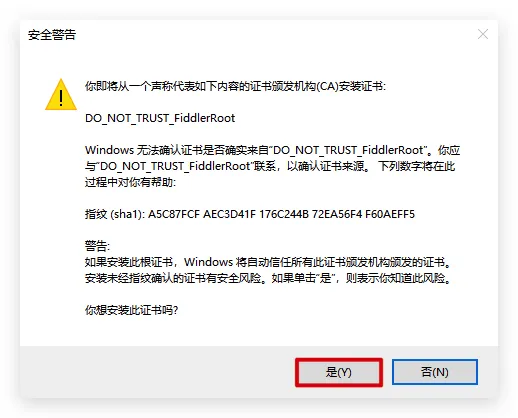 安全警告
你即将从一个声称代表如下内容的证书颁发机构(CA)安装证书:
DO_NOT_TRUST_FiddlerRoot
Windows 无法确认证书是否确实来自“DO_NOT_TRUST_FiddlerRoot”。你应
与“DO_NOT_TRUST_FiddlerRoot”联系，以确认证书来源。 下列数字将在此
过程中对你有帮助:
指纹 (sha1): A5C87FCF AEC3D41F 176C244B 72EA56F4 F60AEFF5
警告:
如果安装此根证书，Windows 将自动信任所有此证书颁发机构颁发的证书。
安装未经指纹确认的证书有安全风险。如果单击“是”，则表示你知道此风险。
你想安装此证书吗?
是(Y)
否(N)